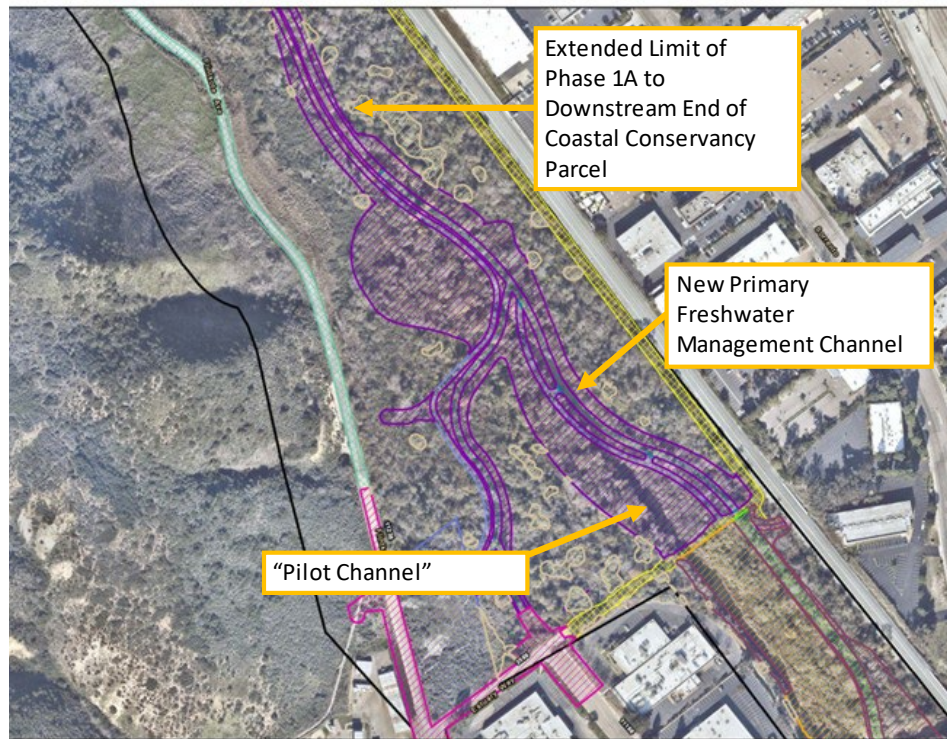 Extended Limit of
Phase 1A to
Downstream End of
Coastal Conservancy
Parcel
New Primary
Freshwater
Management Channel
“Pilot Channel”